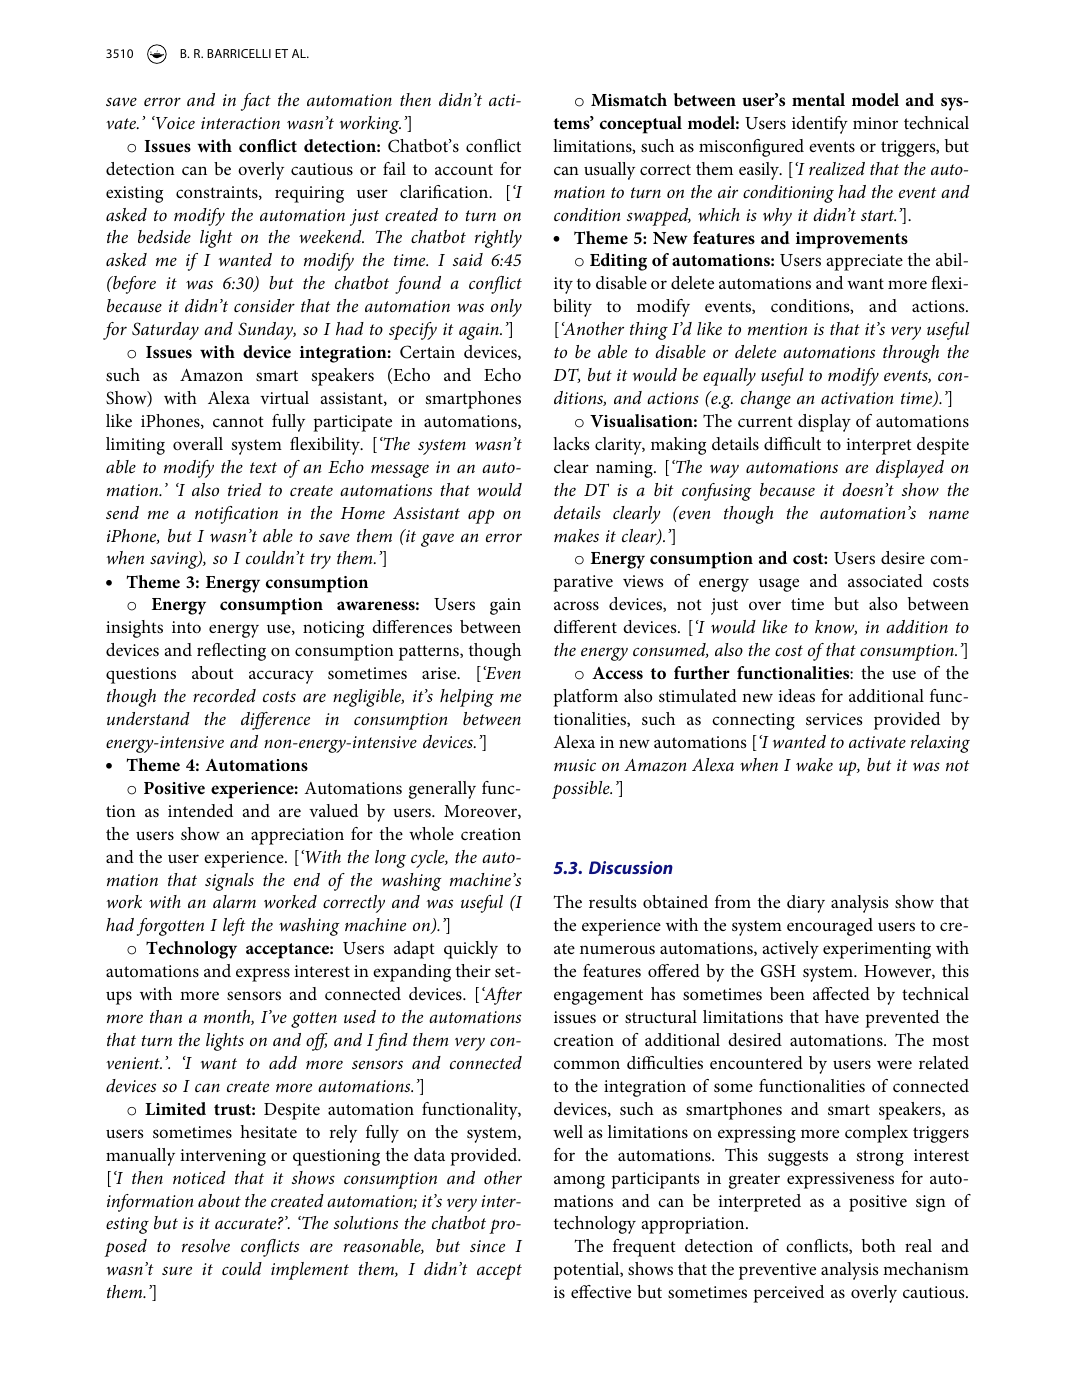 3510 B. R. BARRICELLI ET AL.
save error and in fact the automation then didn't acti-
vate.' 'Voice interaction wasn't working.']
○ Issues with conflict detection: Chatbot's conflict
detection can be overly cautious or fail to account for
existing constraints, requiring user clarification. ['I
asked to modify the automation just created to turn on
the bedside light on the weekend. The chatbot rightly
asked me if I wanted to modify the time. I said 6:45
(before it was 6:30) but the chatbot found a conflict
because it didn't consider that the automation was only
for Saturday and Sunday, so I had to specify it again.']
○ Issues with device integration: Certain devices,
such as Amazon smart speakers (Echo and Echo
Show) with Alexa virtual assistant, or smartphones
like iPhones, cannot fully participate in automations,
limiting overall system flexibility. ['The system wasn't
able to modify the text of an Echo message in an auto-
mation.' 'I also tried to create automations that would
send me a notification in the Home Assistant app on
iPhone, but I wasn't able to save them (it gave an error
when saving), so I couldn't try them.']
• Theme 3: Energy consumption
○ Energy consumption awareness: Users gain
insights into energy use, noticing differences between
devices and reflecting on consumption patterns, though
questions about accuracy sometimes arise. ['Even
though the recorded costs are negligible, it's helping me
understand the difference in consumption between
energy-intensive and non-energy-intensive devices.']
• Theme 4: Automations
○ Positive experience: Automations generally func-
tion as intended and are valued by users. Moreover,
the users show an appreciation for the whole creation
and the user experience. ['With the long cycle, the auto-
mation that signals the end of the washing machine's
work with an alarm worked correctly and was useful (I
had forgotten I left the washing machine on).']
○ Technology acceptance: Users adapt quickly to
automations and express interest in expanding their set-
ups with more sensors and connected devices. ['After
more than a month, I've gotten used to the automations
that turn the lights on and off, and I find them very con-
venient.'. 'I want to add more sensors and connected
devices so I can create more automations.']
○ Limited trust: Despite automation functionality,
users sometimes hesitate to rely fully on the system,
manually intervening or questioning the data provided.
['I then noticed that it shows consumption and other
information about the created automation; it's very inter-
esting but is it accurate?'. 'The solutions the chatbot pro-
posed to resolve conflicts are reasonable, but since I
wasn't sure it could implement them, I didn't accept
them.']
○ Mismatch between user's mental model and sys-
tems' conceptual model: Users identify minor technical
limitations, such as misconfigured events or triggers, but
can usually correct them easily. ['I realized that the auto-
mation to turn on the air conditioning had the event and
condition swapped, which is why it didn't start.'].
• Theme 5: New features and improvements
○ Editing of automations: Users appreciate the abil-
ity to disable or delete automations and want more flexi-
bility to modify events, conditions, and actions.
['Another thing I'd like to mention is that it's very useful
to be able to disable or delete automations through the
DT, but it would be equally useful to modify events, con-
ditions, and actions (e.g. change an activation time).']
○ Visualisation: The current display of automations
lacks clarity, making details difficult to interpret despite
clear naming. ['The way automations are displayed on
the DT is a bit confusing because it doesn't show the
details clearly (even though the automation's name
makes it clear).']
○ Energy consumption and cost: Users desire com-
parative views of energy usage and associated costs
across devices, not just over time but also between
different devices. ['I would like to know, in addition to
the energy consumed, also the cost of that consumption.']
○ Access to further functionalities: the use of the
platform also stimulated new ideas for additional func-
tionalities, such as connecting services provided by
Alexa in new automations ['I wanted to activate relaxing
music on Amazon Alexa when I wake up, but it was not
possible.']
5.3. Discussion
The results obtained from the diary analysis show that
the experience with the system encouraged users to cre-
ate numerous automations, actively experimenting with
the features offered by the GSH system. However, this
engagement has sometimes been affected by technical
issues or structural limitations that have prevented the
creation of additional desired automations. The most
common difficulties encountered by users were related
to the integration of some functionalities of connected
devices, such as smartphones and smart speakers, as
well as limitations on expressing more complex triggers
for the automations. This suggests a strong interest
among participants in greater expressiveness for auto-
mations and can be interpreted as a positive sign of
technology appropriation.
The frequent detection of conflicts, both real and
potential, shows that the preventive analysis mechanism
is effective but sometimes perceived as overly cautious.